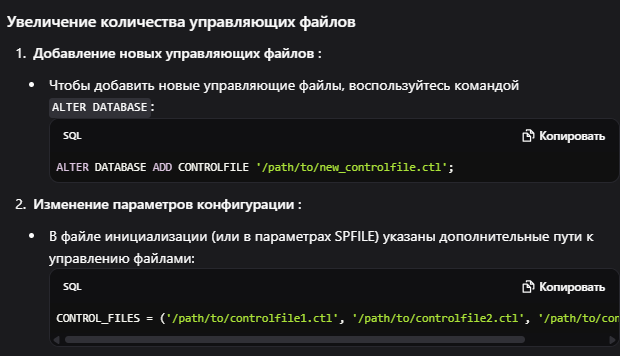 Увеличение количества управляющих файлов
1. Добавление новых управляющих файлов :
• Чтобы добавить новые управляющие файлы, воспользуйтесь командой
ALTER DATABASE :
SQL Копировать
ALTER DATABASE ADD CONTROLFILE '/path/to/new_controlfile.ctl';
2. Изменение параметров конфигурации :
• В файле инициализации (или в параметрах SPFILE) указаны дополнительные пути к
управлению файлами:
SQL Копировать
CONTROL_FILES = ('/path/to/controlfile1.ctl', '/path/to/controlfile2.ctl', '/path/to/con